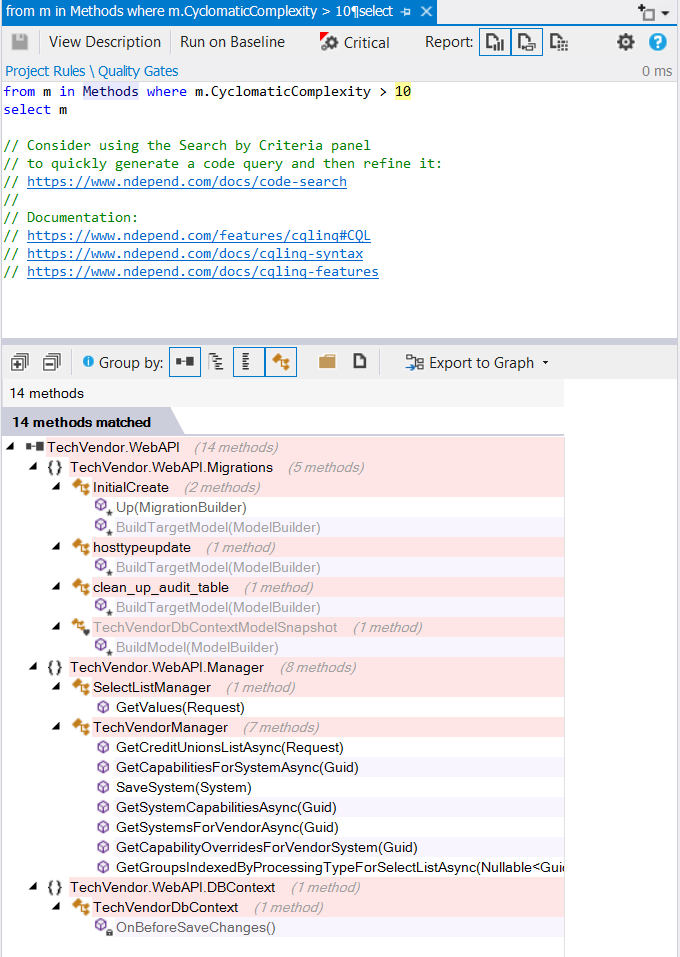 from m in Methods where m.CyclomaticComplexity > 10¶select
View Description Run on Baseline Critical Report:
Project Rules \ Quality Gates 0 ms
from m in Methods where m.CyclomaticComplexity > 10
select m
// Consider using the Search by Criteria panel
// to quickly generate a code query and then refine it:
// https://www.ndepend.com/docs/code-search
//
// Documentation:
// https://www.ndepend.com/features/cqlinq#CQL
// https://www.ndepend.com/docs/cqlinq-syntax
// https://www.ndepend.com/docs/cqlinq-features
Group by: Export to Graph
14 methods
14 methods matched
TechVendor.WebAPI (14 methods)
{} TechVendor.WebAPI.Migrations (5 methods)
InitialCreate (2 methods)
Up(MigrationBuilder)
BuildTargetModel(ModelBuilder)
hosttypeupdate (1 method)
BuildTargetModel(ModelBuilder)
clean_up_audit_table (1 method)
BuildTargetModel(ModelBuilder)
TechVendorDbContextModelSnapshot (1 method)
BuildModel(ModelBuilder)
{} TechVendor.WebAPI.Manager (8 methods)
SelectListManager (1 method)
GetValues(Request)
TechVendorManager (7 methods)
GetCreditUnionsListAsync(Request)
GetCapabilitiesForSystemAsync(Guid)
SaveSystem(System)
GetSystemCapabilitiesAsync(Guid)
GetSystemsForVendorAsync(Guid)
GetCapabilityOverridesForVendorSystem(Guid)
GetGroupsIndexedByProcessingTypeForSelectListAsync(Nullable<Guid
{} TechVendor.WebAPI.DBContext (1 method)
TechVendorDbContext (1 method)
OnBeforeSaveChanges()